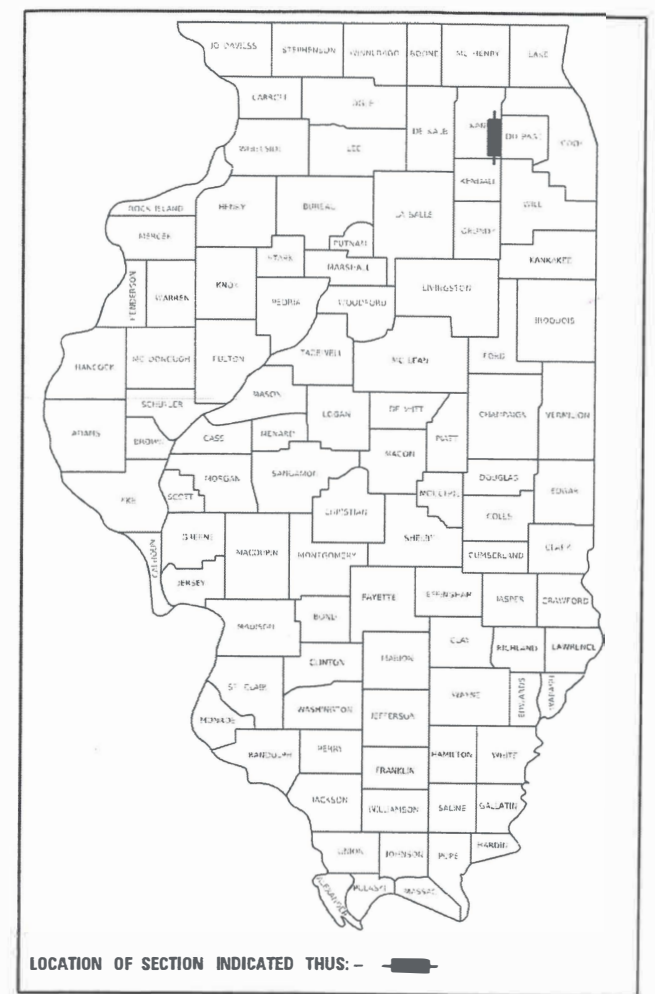 JO DAVIESS STEPHENSON WINNEBAGO BOONE MC HENRY LAKE
CARROLL OGLE DE KALB KANE DU PAGE COOK
WHITESIDE LEE
KENDALL
ROCK ISLAND HENRY BUREAU LA SALLE WILL
MERCER PUTNAM GRUNDY
STARK MARSHALL KANKAKEE
HENDERSON WARREN KNOX PEORIA WOODFORD LIVINGSTON IROQUOIS
HANCOCK MC DONOUGH FULTON TAZEWELL MC LEAN FORD
MASON
SCHUYLER LOGAN DE WITT CHAMPAIGN VERMILION
ADAMS BROWN CASS MENARD PIATT
MACON
MORGAN SANGAMON DOUGLAS
PIKE SCOTT MOULTRIE EDGAR
CHRISTIAN COLES
CALHOUN GREENE MACOUPIN MONTGOMERY SHELBY CUMBERLAND CLARK
JERSEY
FAYETTE EFFINGHAM JASPER CRAWFORD
MADISON BOND
CLAY RICHLAND LAWRENCE
CLINTON MARION
ST. CLAIR WAYNE EDWARDS WABASH
MONROE WASHINGTON JEFFERSON
RANDOLPH PERRY HAMILTON WHITE
FRANKLIN
JACKSON WILLIAMSON SALINE GALLATIN
UNION JOHNSON POPE HARDIN
ALEXANDER PULASKI MASSAC
LOCATION OF SECTION INDICATED THUS: –